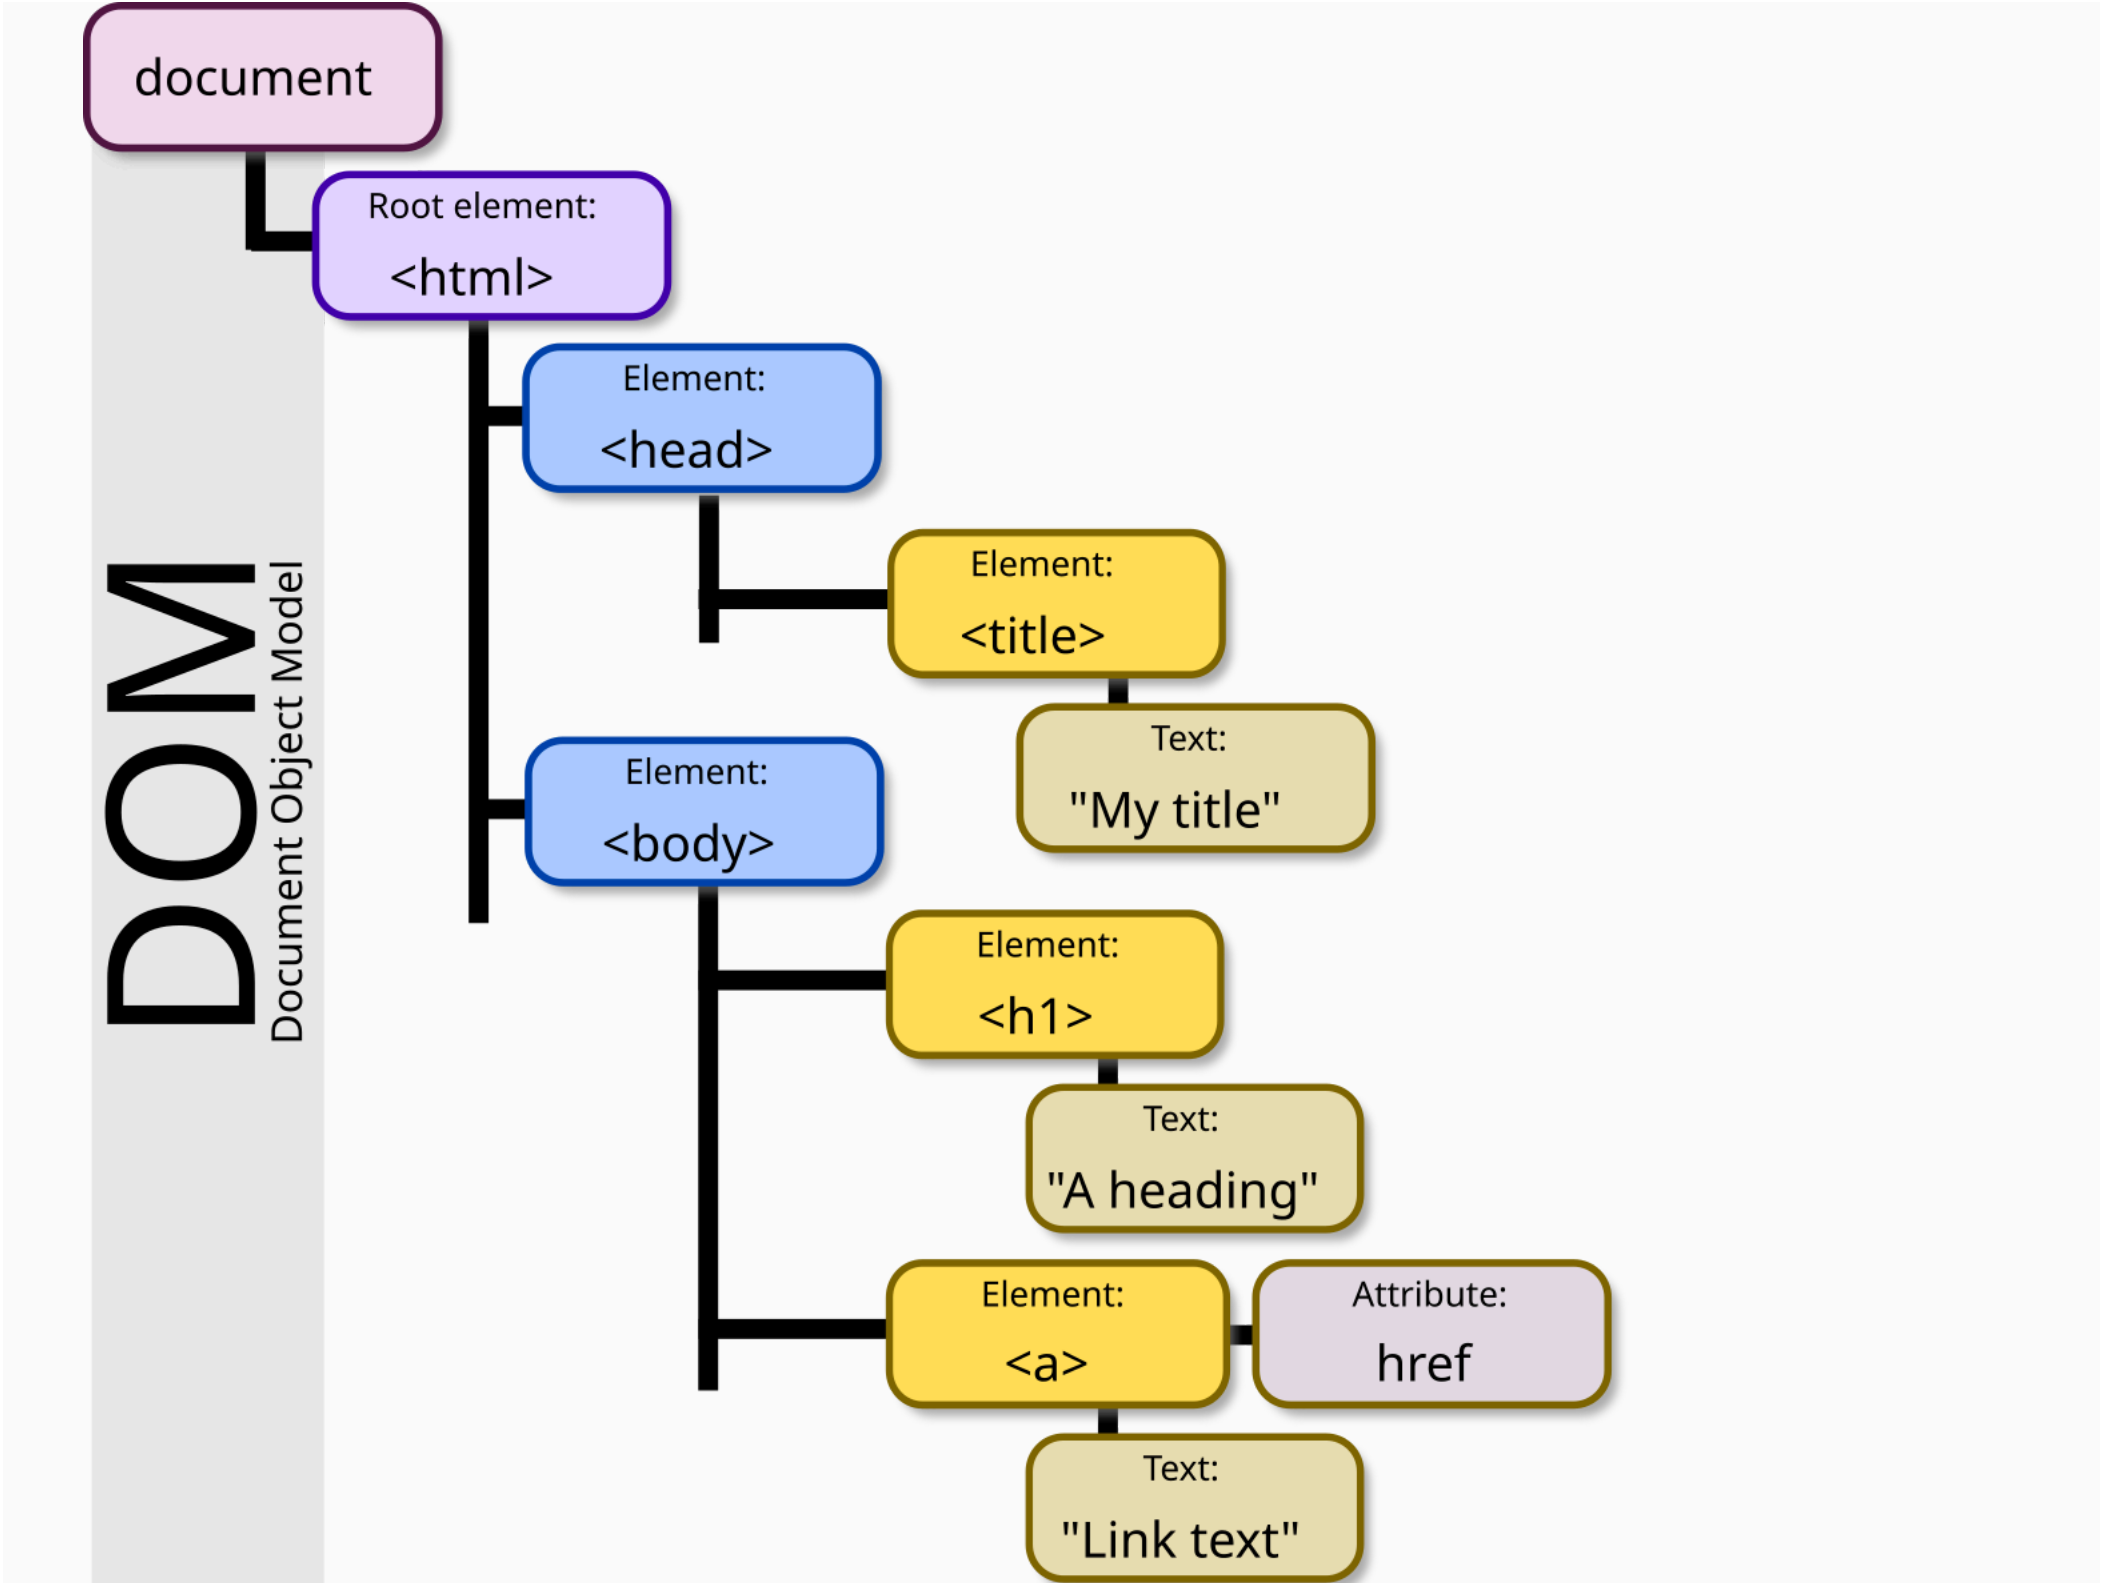 document
Root element:
<html>
Element:
<head>
Element:
<title>
Text:
"My title"
Element:
<body>
Element:
<h1>
Text:
"A heading"
Element:
<a>
Attribute:
href
Text:
"Link text"
DOM
Document Object Model